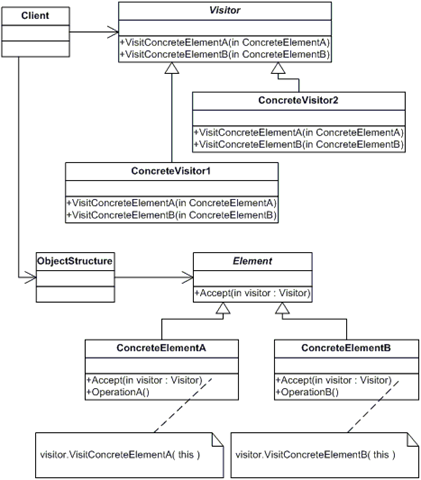 Client
Visitor
+VisitConcreteElementA(in ConcreteElementA)
+VisitConcreteElementB(in ConcreteElementB)
ConcreteVisitor2
+VisitConcreteElementA(in ConcreteElementA)
+VisitConcreteElementB(in ConcreteElementB)
ConcreteVisitor1
+VisitConcreteElementA(in ConcreteElementA)
+VisitConcreteElementB(in ConcreteElementB)
ObjectStructure
Element
+Accept(in visitor : Visitor)
ConcreteElementA
+Accept(in visitor : Visitor)
+OperationA()
ConcreteElementB
+Accept(in visitor : Visitor)
+OperationB()
visitor.VisitConcreteElementA( this )
visitor.VisitConcreteElementB( this )